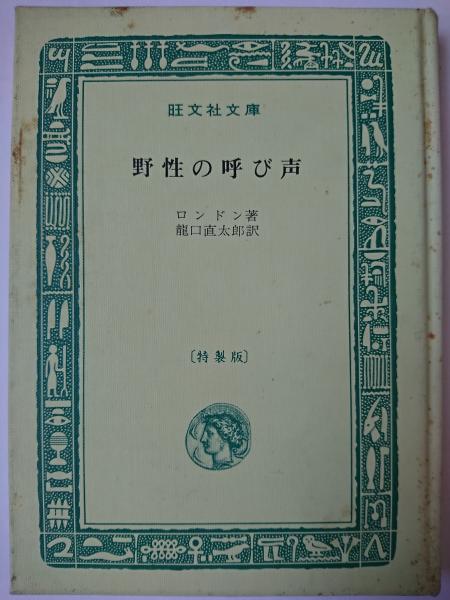 旺文社文庫
野性の呼び声
ロンドン著
龍口直太郎訳
〔特製版〕